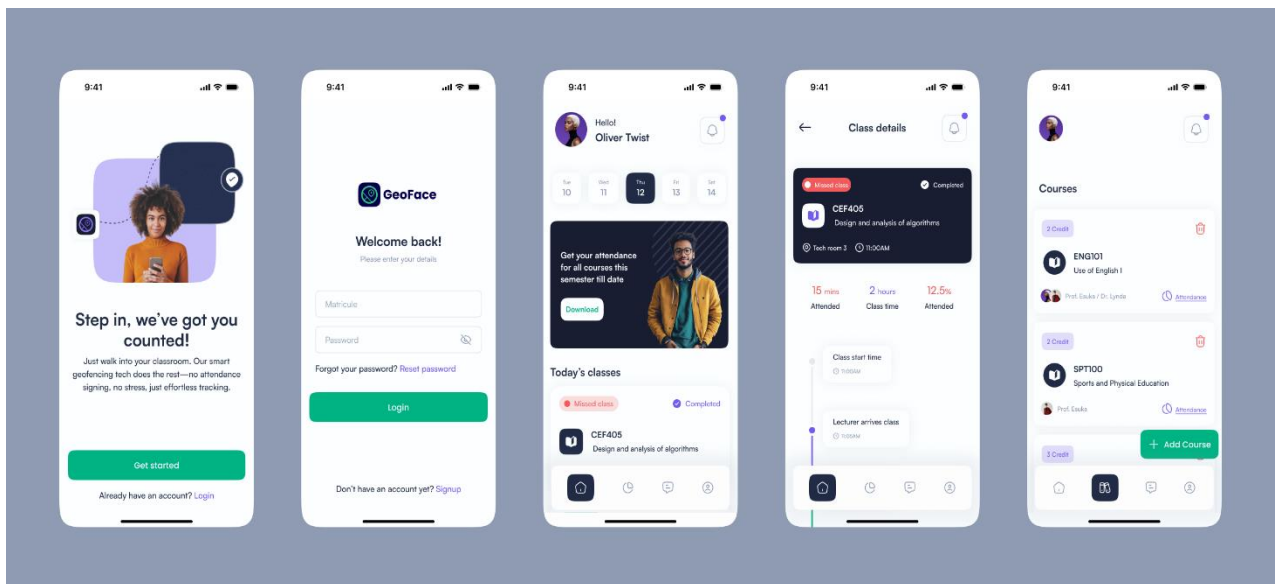 9:41
Step in, we've got you
counted!
Just walk into your classroom. Our smart
geofencing tech does the rest—no attendance
signing, no stress, just effortless tracking.
Get started
Already have an account? Login
9:41
GeoFace
Welcome back!
Please enter your details
Matricule
Password
Forgot your password? Reset password
Login
Don't have an account yet? Signup
9:41
Hello!
Oliver Twist
Tue Wed Thu Fri Sat
10 11 12 13 14
Get your attendance
for all courses this
semester till date
Download
Today's classes
Missed class Completed
CEF405
Design and analysis of algorithms
9:41
Class details
Missed class Completed
CEF405
Design and analysis of algorithms
Tech room 3 11:00AM
15 mins 2 hours 12.5%
Attended Class time Attended
Class start time
11:00AM
Lecturer arrives class
9:41
Courses
2 Credit
ENG101
Use of English I
Prof. Esuka / Dr. Lynda Attendance
2 Credit
SPT100
Sports and Physical Education
Prof. Esuka Attendance
3 Credit
+ Add Course